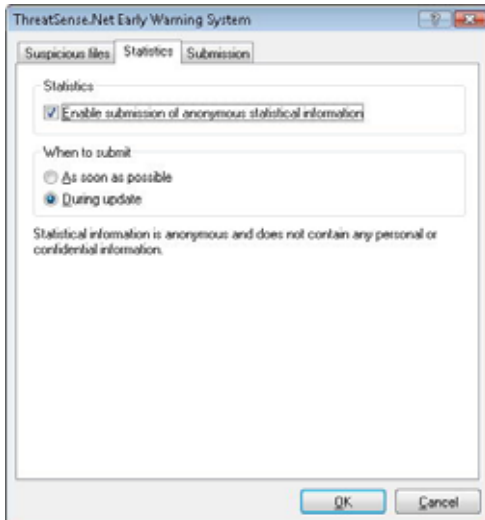 ThreatSense.Net Early Warning System
Suspicious files Statistics Submission
Statistics
Enable submission of anonymous statistical information
When to submit
As soon as possible
During update
Statistical information is anonymous and does not contain any personal or
confidential information.
OK Cancel